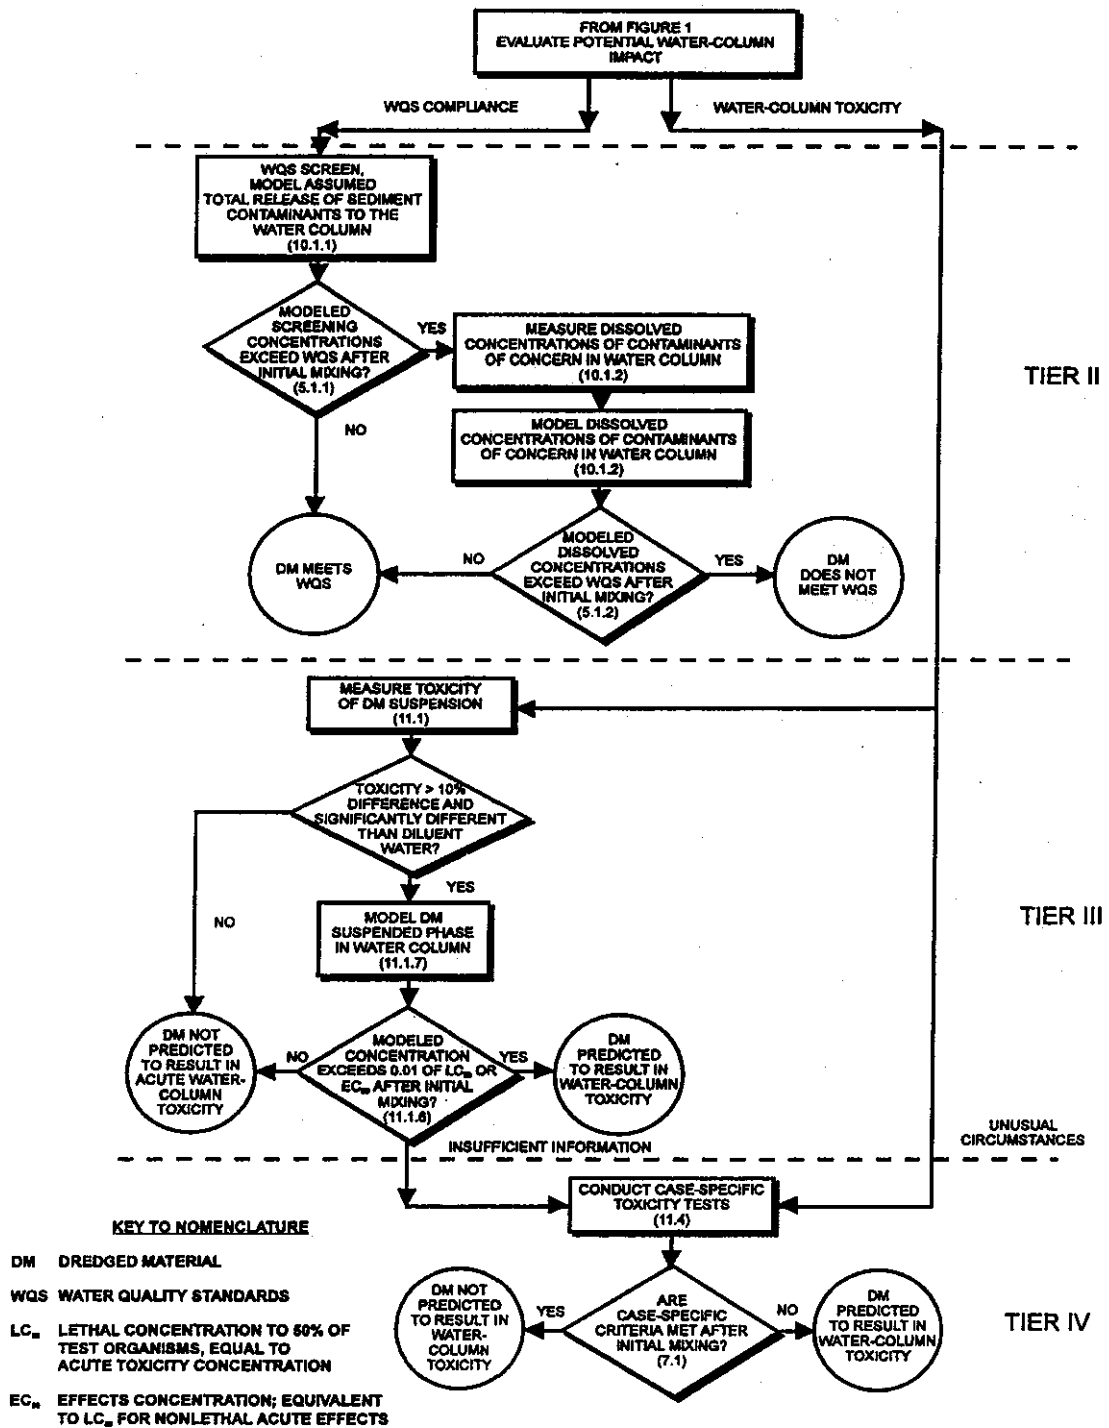 FROM FIGURE 1
EVALUATE POTENTIAL WATER-COLUMN
IMPACT
WQS COMPLIANCE
WATER-COLUMN TOXICITY
WQS SCREEN,
MODEL ASSUMED
TOTAL RELEASE OF SEDIMENT
CONTAMINANTS TO THE
WATER COLUMN
(10.1.1)
MODELED
SCREENING
CONCENTRATIONS
EXCEED WQS AFTER
INITIAL MIXING?
(5.1.1)
YES
MEASURE DISSOLVED
CONCENTRATIONS OF CONTAMINANTS
OF CONCERN IN WATER COLUMN
(10.1.2)
TIER II
NO
MODEL DISSOLVED
CONCENTRATIONS OF CONTAMINANTS
OF CONCERN IN WATER COLUMN
(10.1.2)
DM MEETS
WQS
NO
MODELED
DISSOLVED
CONCENTRATIONS
EXCEED WQS AFTER
INITIAL MIXING?
(5.1.2)
YES
DM
DOES NOT
MEET WQS
MEASURE TOXICITY
OF DM SUSPENSION
(11.1)
TOXICITY > 10%
DIFFERENCE AND
SIGNIFICANTLY DIFFERENT
THAN DILUENT
WATER?
YES
NO
MODEL DM
SUSPENDED PHASE
IN WATER COLUMN
(11.1.7)
TIER III
DM NOT
PREDICTED
TO RESULT IN
ACUTE WATER-
COLUMN
TOXICITY
NO
MODELED
CONCENTRATION
EXCEEDS 0.01 OF LC OR
EC AFTER INITIAL
MIXING?
(11.1.6)
YES
DM
PREDICTED
TO RESULT IN
WATER-COLUMN
TOXICITY
INSUFFICIENT INFORMATION
UNUSUAL
CIRCUMSTANCES
CONDUCT CASE-SPECIFIC
TOXICITY TESTS
(11.4)
DM NOT
PREDICTED
TO RESULT IN
WATER-
COLUMN
TOXICITY
YES
ARE
CASE-SPECIFIC
CRITERIA MET AFTER
INITIAL MIXING?
(7.1)
NO
DM
PREDICTED
TO RESULT IN
WATER-COLUMN
TOXICITY
TIER IV
KEY TO NOMENCLATURE
DM DREDGED MATERIAL
WQS WATER QUALITY STANDARDS
LC LETHAL CONCENTRATION TO 50% OF
TEST ORGANISMS, EQUAL TO
ACUTE TOXICITY CONCENTRATION
EC EFFECTS CONCENTRATION; EQUIVALENT
TO LC FOR NONLETHAL ACUTE EFFECTS